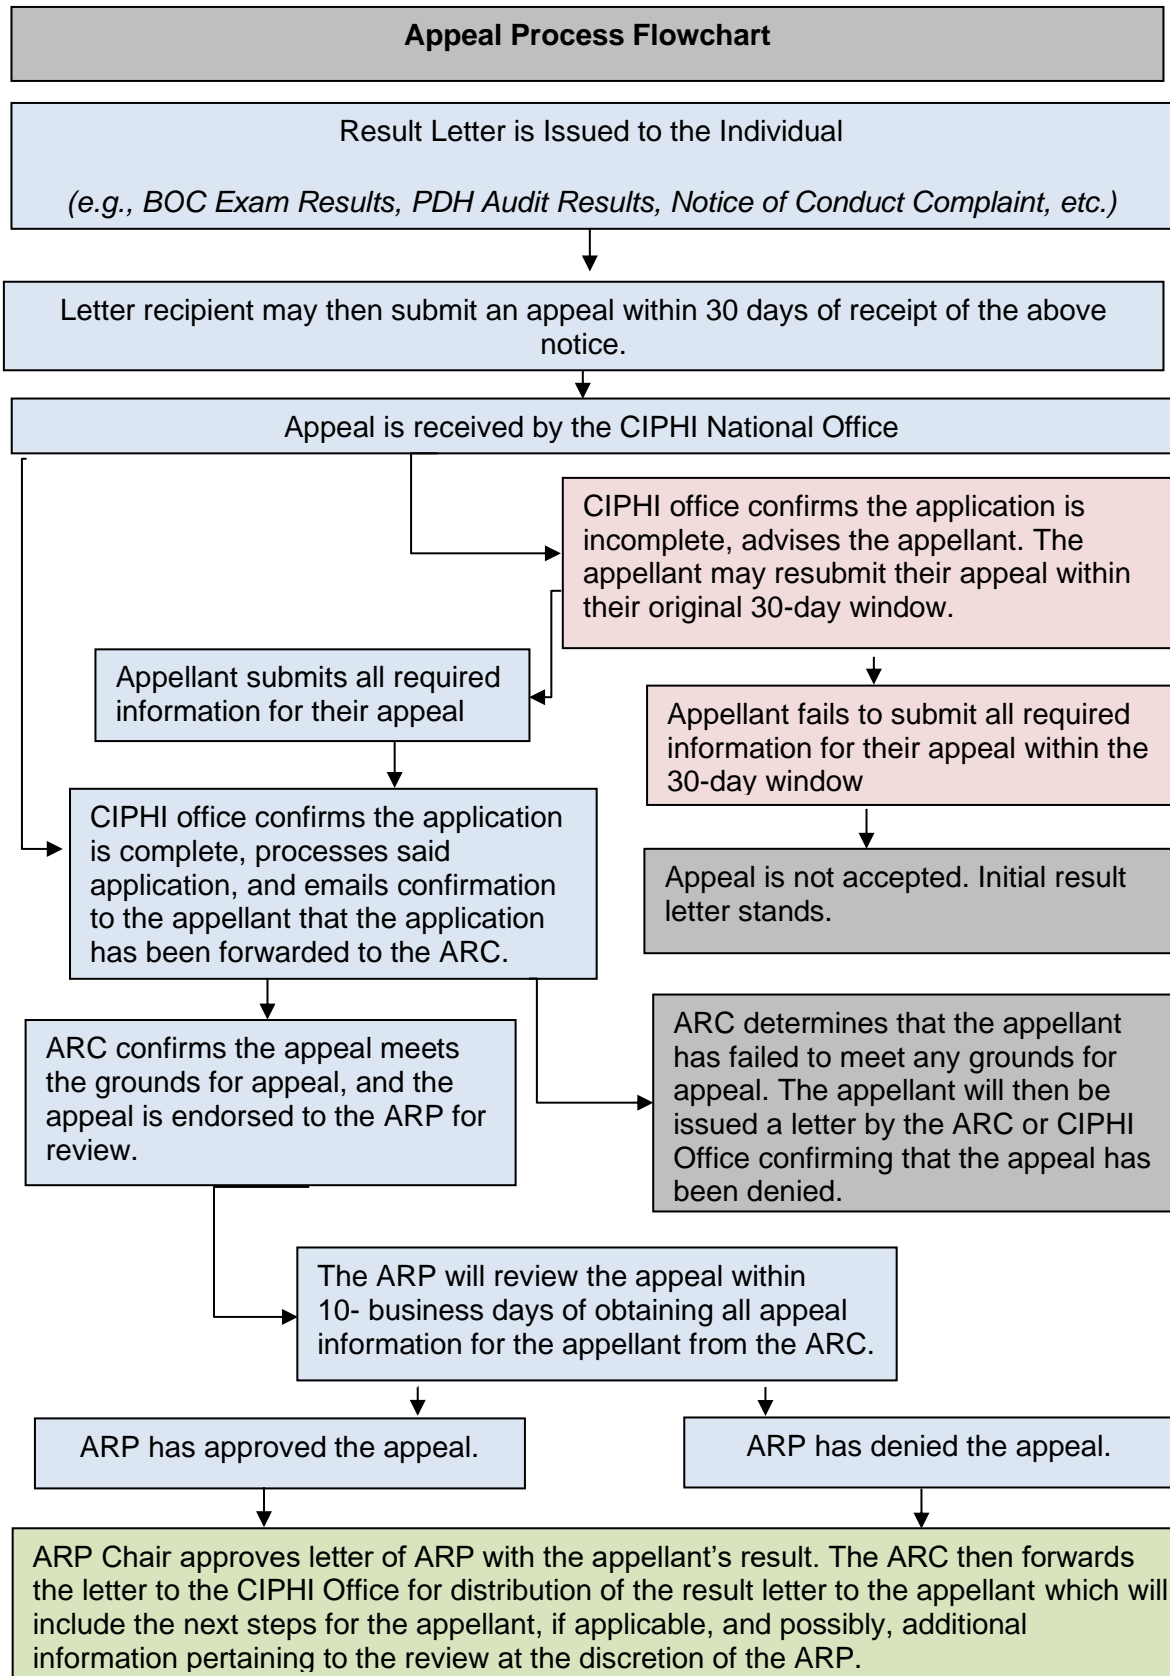 Appeal Process Flowchart
Result Letter is Issued to the Individual
(e.g., BOC Exam Results, PDH Audit Results, Notice of Conduct Complaint, etc.)
Letter recipient may then submit an appeal within 30 days of receipt of the above
notice.
Appeal is received by the CIPHI National Office
CIPHI office confirms the application is
incomplete, advises the appellant. The
appellant may resubmit their appeal within
their original 30-day window.
Appellant submits all required
information for their appeal
Appellant fails to submit all required
information for their appeal within the
30-day window
CIPHI office confirms the application
is complete, processes said
application, and emails confirmation
to the appellant that the application
has been forwarded to the ARC.
Appeal is not accepted. Initial result
letter stands.
ARC confirms the appeal meets
the grounds for appeal, and the
appeal is endorsed to the ARP for
review.
ARC determines that the appellant
has failed to meet any grounds for
appeal. The appellant will then be
issued a letter by the ARC or CIPHI
Office confirming that the appeal has
been denied.
The ARP will review the appeal within
10- business days of obtaining all appeal
information for the appellant from the ARC.
ARP has approved the appeal.
ARP has denied the appeal.
ARP Chair approves letter of ARP with the appellant’s result. The ARC then forwards
the letter to the CIPHI Office for distribution of the result letter to the appellant which will
include the next steps for the appellant, if applicable, and possibly, additional
information pertaining to the review at the discretion of the ARP.